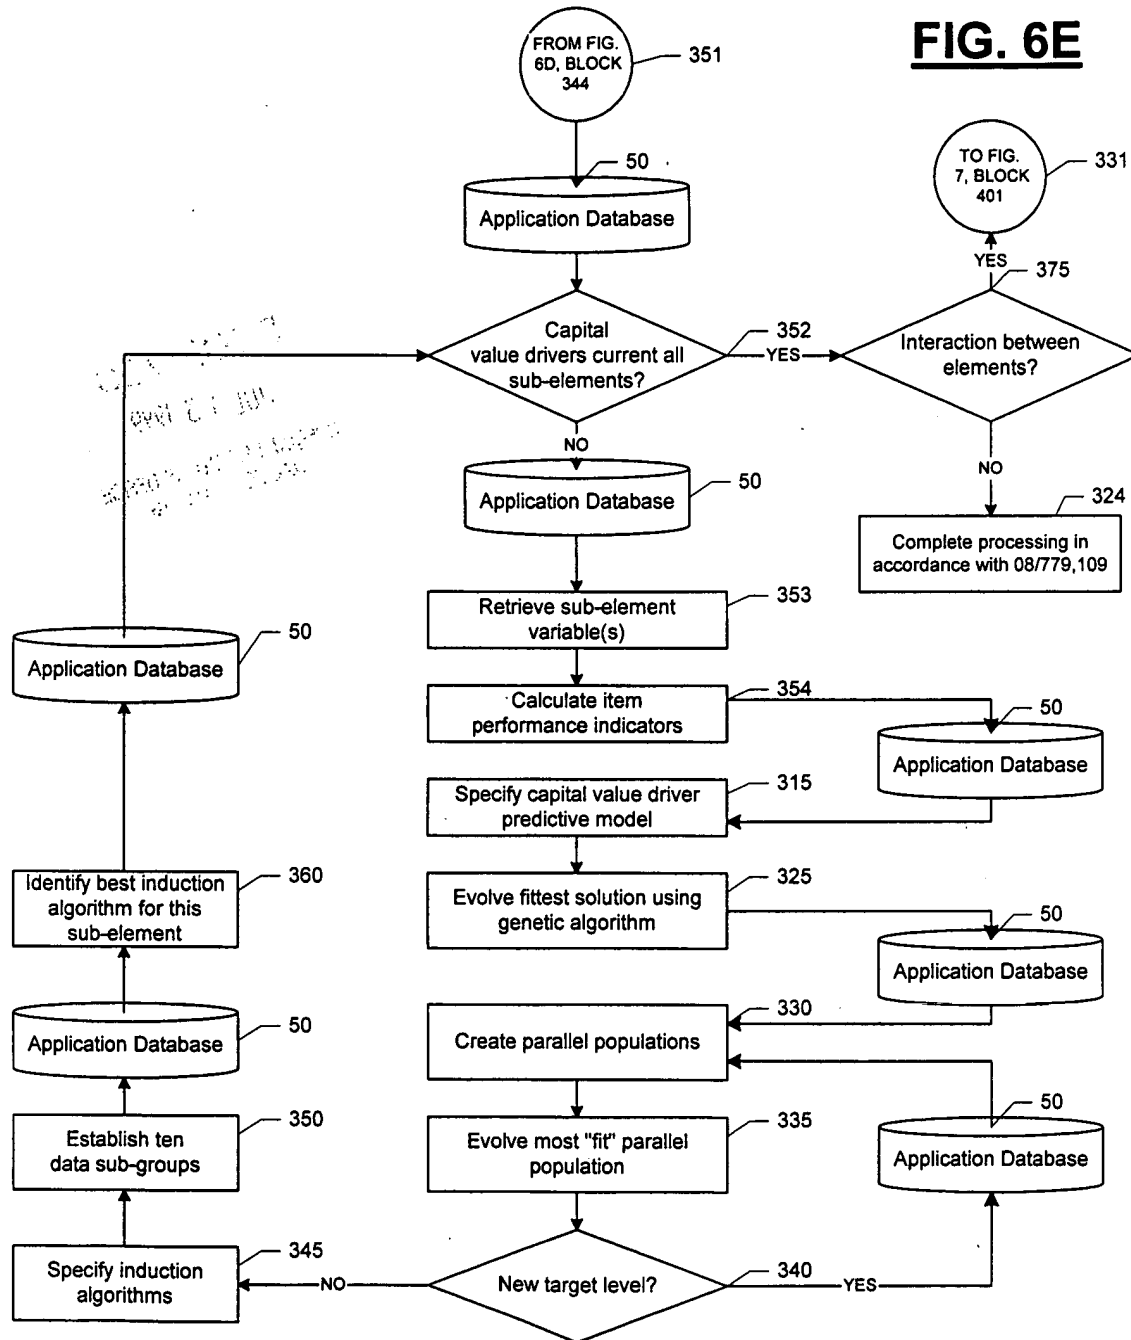 FIG. 6E
FROM FIG.
6D, BLOCK
344
351
50
Application Database
TO FIG.
7, BLOCK
401
331
YES
375
Capital
value drivers current all
sub-elements?
352
YES
Interaction between
elements?
NO
50
Application Database
NO
324
Complete processing in
accordance with 08/779,109
353
Retrieve sub-element
variable(s)
50
Application Database
354
Calculate item
performance indicators
50
Application Database
315
Specify capital value driver
predictive model
360
Identify best induction
algorithm for this
sub-element
325
Evolve fittest solution using
genetic algorithm
50
Application Database
50
Application Database
330
Create parallel populations
350
Establish ten
data sub-groups
335
Evolve most "fit" parallel
population
50
Application Database
345
Specify induction
algorithms
NO
New target level?
340
YES